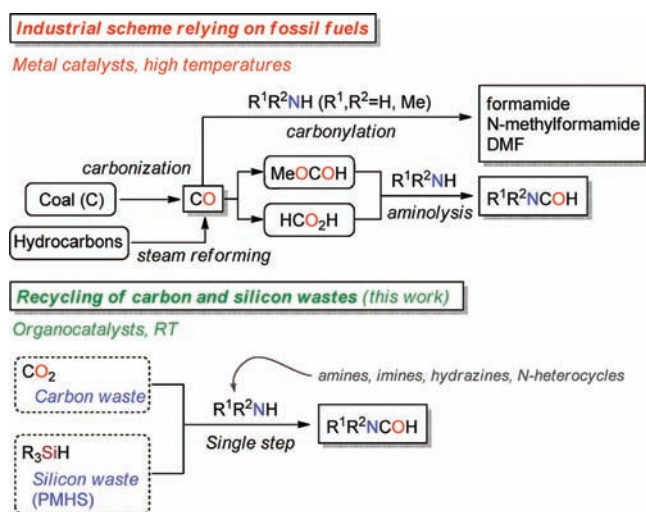 Industrial scheme relying on fossil fuels
Metal catalysts, high temperatures
R¹R²NH (R¹,R²=H, Me)
carbonylation
formamide
N-methylformamide
DMF
carbonization
Coal (C)
CO
MeOCOH
HCO₂H
R¹R²NH
aminolysis
R¹R²NCOH
Hydrocarbons
steam reforming
Recycling of carbon and silicon wastes (this work)
Organocatalysts, RT
CO₂
Carbon waste
amines, imines, hydrazines, N-heterocycles
R¹R²NH
Single step
R¹R²NCOH
R₃SiH
Silicon waste
(PMHS)